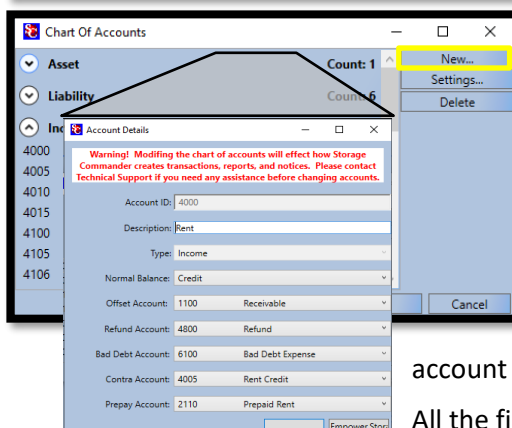 Chart Of Accounts
Asset Count: 1
New...
Settings...
Liability Count: 6
Delete
4000
4005
4010
4015
4100
4105
4106
Account Details
Warning! Modifing the chart of accounts will effect how Storage
Commander creates transactions, reports, and notices. Please contact
Technical Support if you need any assistance before changing accounts.
Account ID: 4000
Description: Rent
Type: Income
Normal Balance: Credit
Offset Account: 1100 Receivable
Refund Account: 4800 Refund
Bad Debt Account: 6100 Bad Debt Expense
Contra Account: 4005 Rent Credit
Prepay Account: 2110 Prepaid Rent
Cancel
account
All the fi